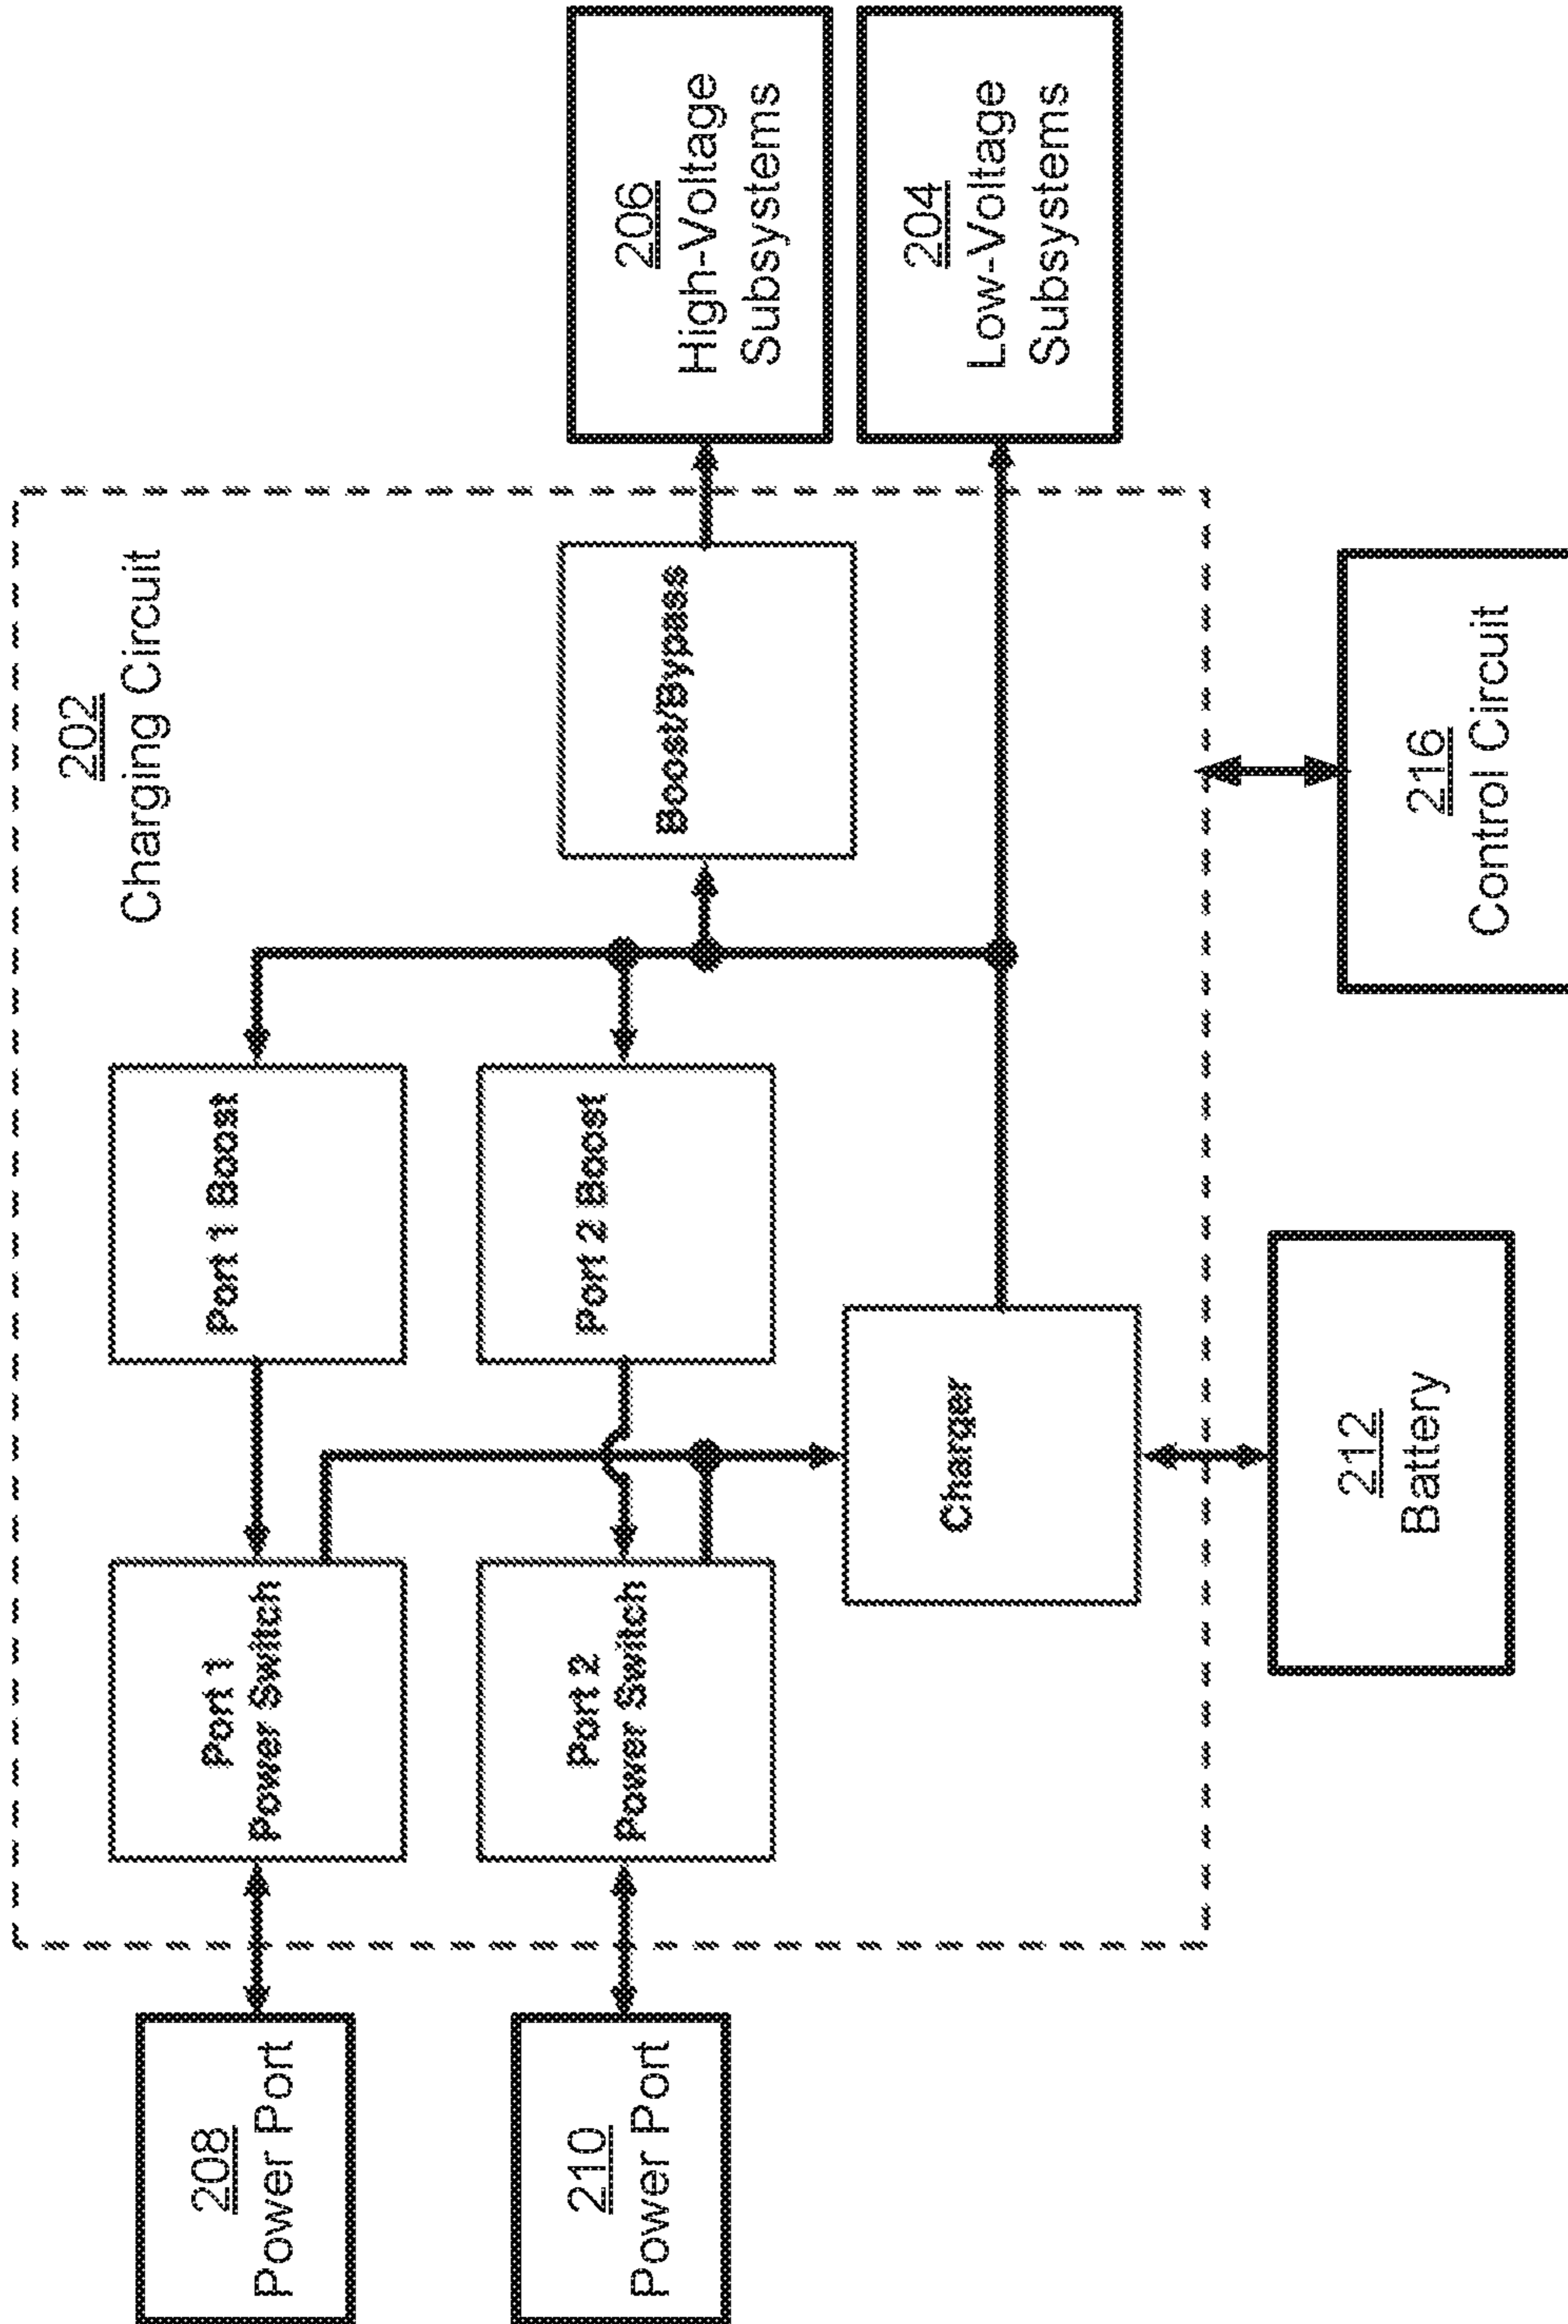 202
Charging Circuit
208
Power Port
Port 1
Power Switch
Port 1 Boost
210
Power Port
Port 2
Power Switch
Port 2 Boost
Boost/Bypass
206
High-Voltage
Subsystems
Charger
204
Low-Voltage
Subsystems
212
Battery
216
Control Circuit